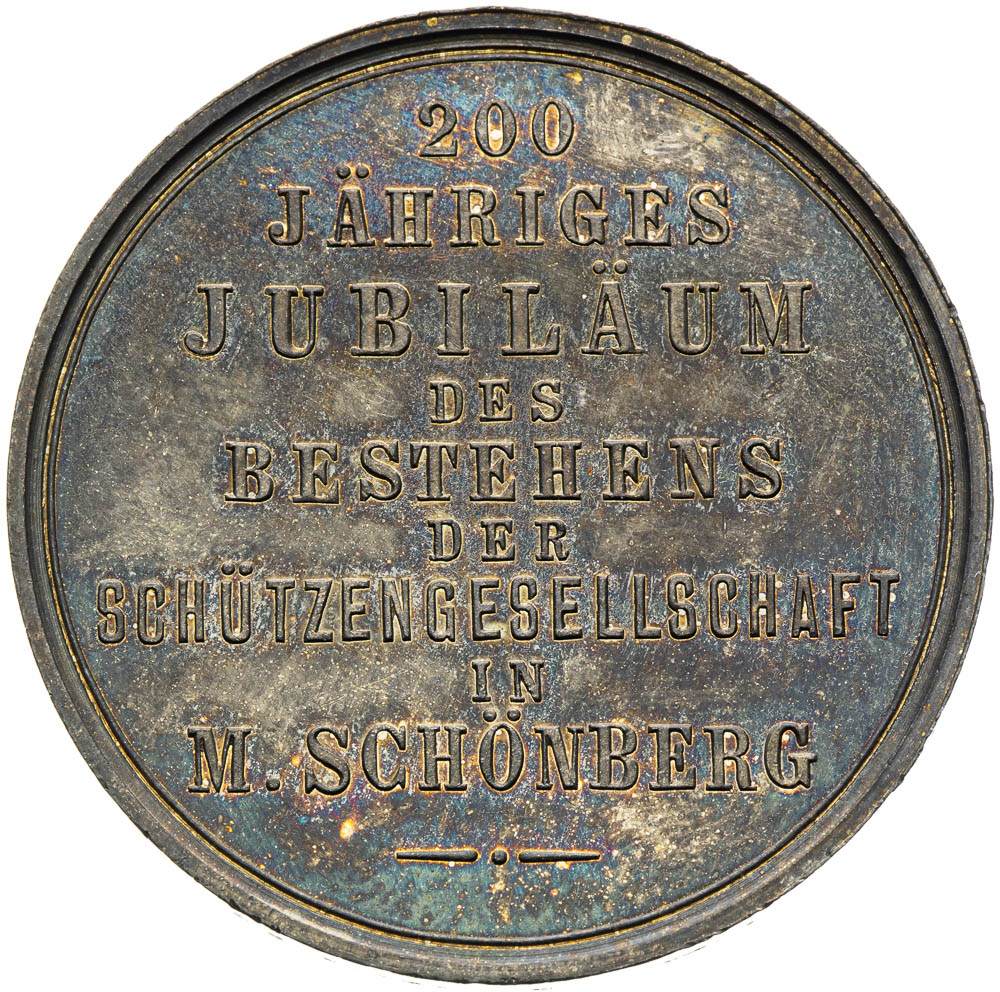 200
JÄHRIGES
JUBILÄUM
DES
BESTEHENS
DER
SCHÜTZENGESELLSCHAFT
IN
M. SCHÖNBERG